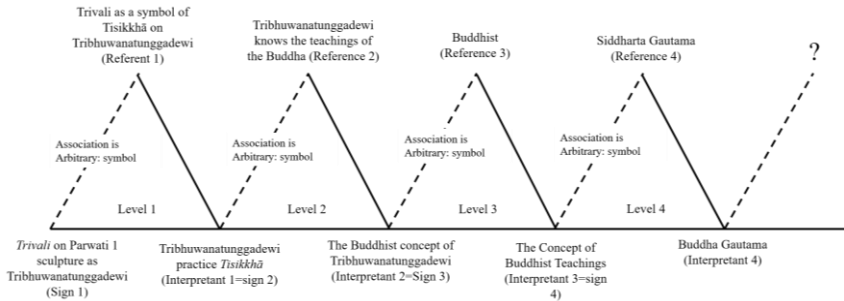 Trivali as a symbol of
Tisikkhā on
Tribhuwanatunggadewi
(Referent 1)
Tribhuwanatunggadewi
knows the teachings of
the Buddha (Reference 2)
Buddhist
(Reference 3)
Siddharta Gautama
(Reference 4)
?
Association is
Arbitrary: symbol
Association is
Arbitrary: symbol
Association is
Arbitrary: symbol
Association is
Arbitrary: symbol
Level 1
Level 2
Level 3
Level 4
Trivali on Parwati 1
sculpture as
Tribhuwanatunggadewi
(Sign 1)
Tribhuwanatunggadewi
practice Tisikkhā
(Interpretant 1=sign 2)
The Buddhist concept of
Tribhuwanatunggadewi
(Interpretant 2=Sign 3)
The Concept of
Buddhist Teachings
(Interpretant 3=sign
4)
Buddha Gautama
(Interpretant 4)